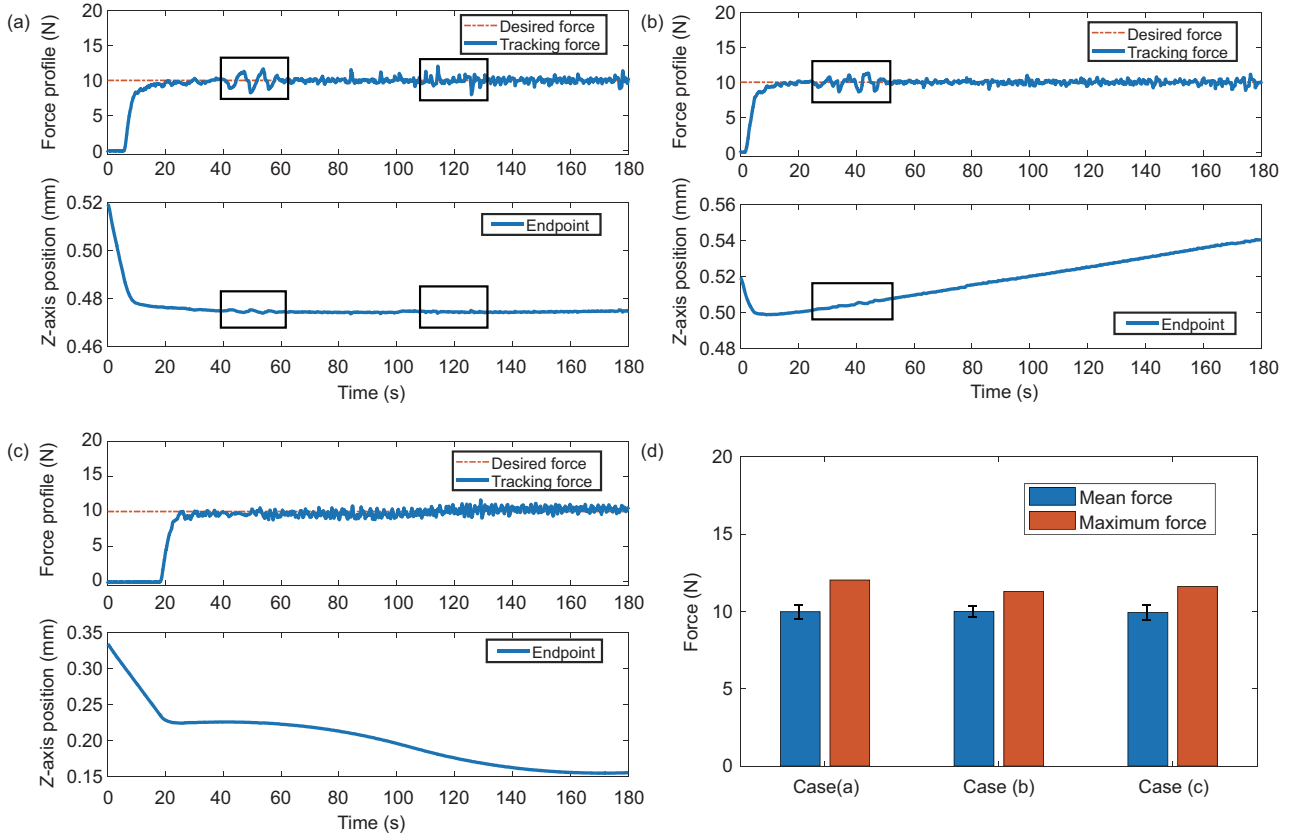 (a)
Force profile (N)
20
15
10
5
0
Desired force
Tracking force
0 20 40 60 80 100 120 140 160 180
Z-axis position (mm)
0.52
0.50
0.48
0.46
Endpoint
0 20 40 60 80 100 120 140 160 180
Time (s)
(b)
Force profile (N)
20
15
10
5
0
Desired force
Tracking force
0 20 40 60 80 100 120 140 160 180
Z-axis position (mm)
0.56
0.54
0.52
0.50
0.48
Endpoint
0 20 40 60 80 100 120 140 160 180
Time (s)
(c)
Force profile (N)
20
15
10
5
0
Desired force
Tracking force
0 20 40 60 80 100 120 140 160 180
Z-axis position (mm)
0.35
0.30
0.25
0.20
0.15
Endpoint
0 20 40 60 80 100 120 140 160 180
Time (s)
(d)
Force (N)
20
15
10
5
0
Mean force
Maximum force
Case(a) Case (b) Case (c)